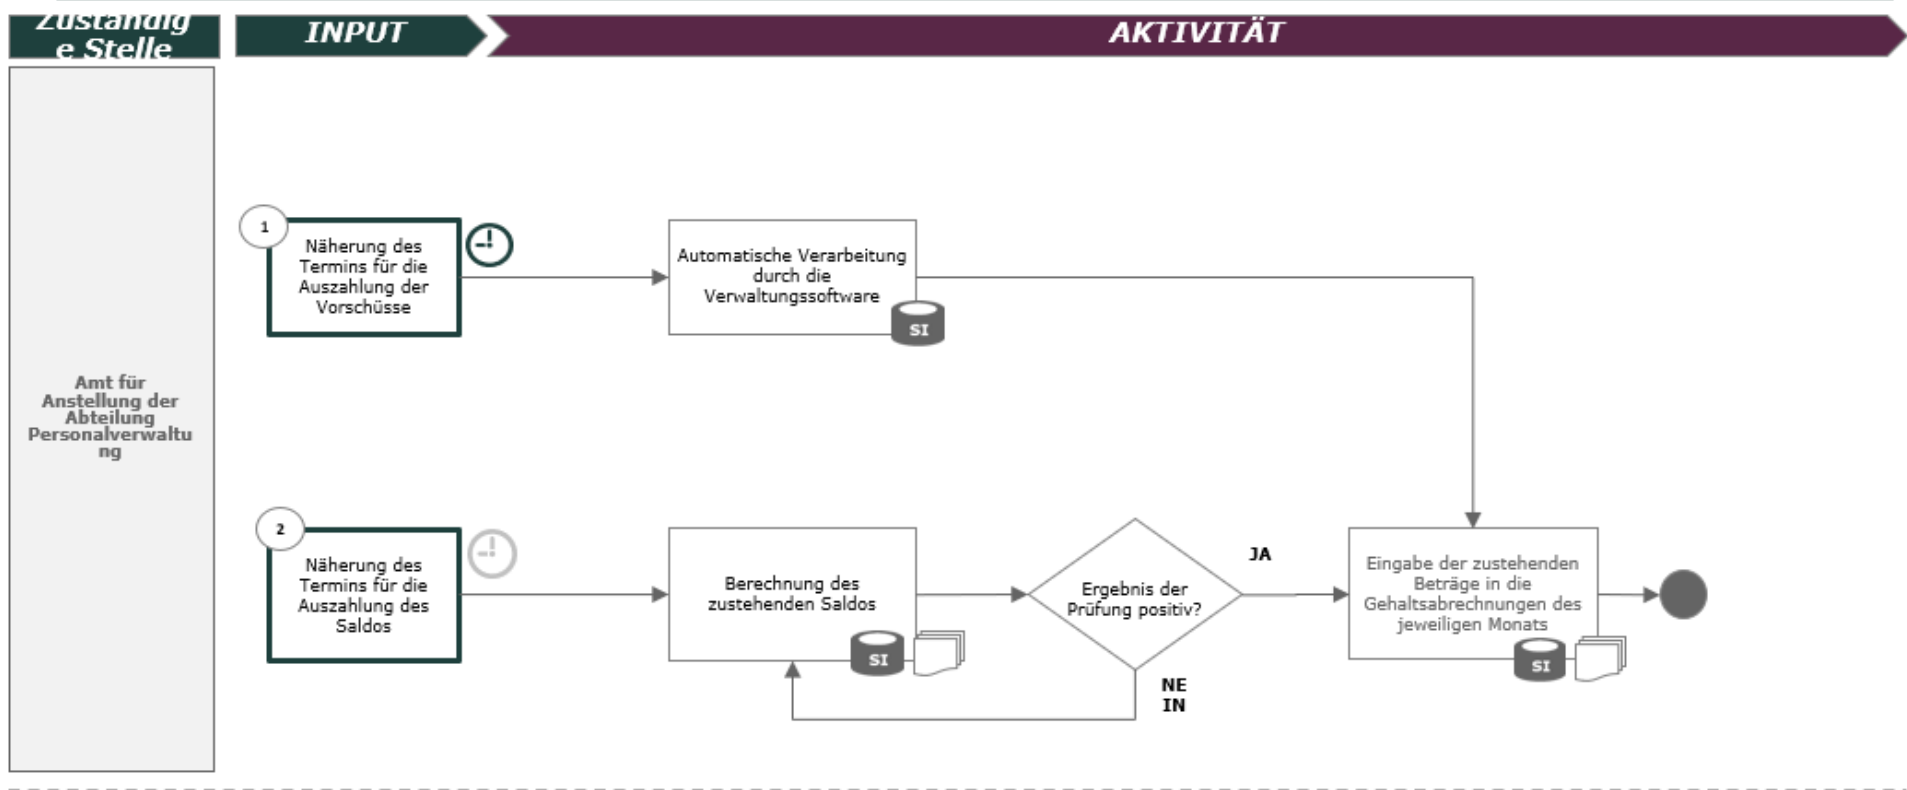 Zuständig
e Stelle
INPUT
AKTIVITÄT
Amt für
Anstellung der
Abteilung
Personalverwaltu
ng
1
Näherung des
Termins für die
Auszahlung der
Vorschüsse
Automatische Verarbeitung
durch die
Verwaltungssoftware
SI
2
Näherung des
Termins für die
Auszahlung des
Saldos
Berechnung des
zustehenden Saldos
SI
Ergebnis der
Prüfung positiv?
JA
NE
IN
Eingabe der zustehenden
Beträge in die
Gehaltsabrechnungen des
jeweiligen Monats
SI